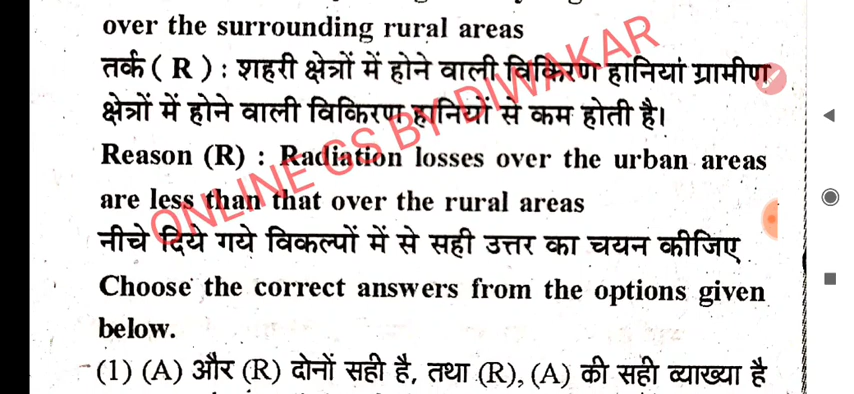 over the surrounding rural areas
तर्क ( R ) : शहरी क्षेत्रों में होने वाली विकिरण हानियां ग्रामीण
क्षेत्रों में होने वाली विकिरण हानियों से कम होती है।
Reason (R) : Radiation losses over the urban areas
are less than that over the rural areas
नीचे दिये गये विकल्पों में से सही उत्तर का चयन कीजिए
Choose the correct answers from the options given
below.
(1) (A) और (R) दोनों सही है, तथा (R), (A) की सही व्याख्या है
ONLINE GS BY DIWAKAR